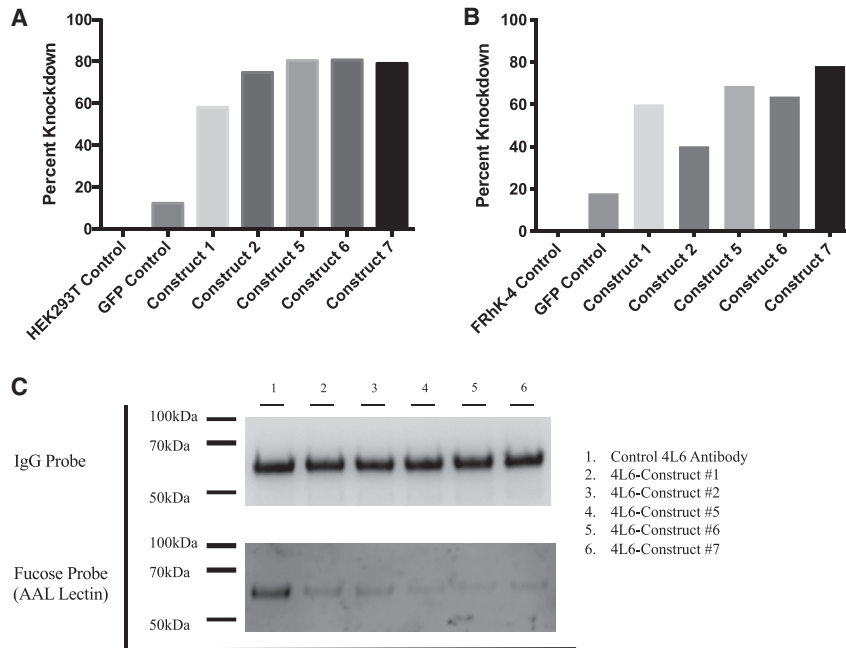 A
Percent Knockdown
100
80
60
40
20
0
HEK293T Control
GFP Control
Construct 1
Construct 2
Construct 5
Construct 6
Construct 7
B
Percent Knockdown
100
80
60
40
20
0
FRhK-4 Control
GFP Control
Construct 1
Construct 2
Construct 5
Construct 6
Construct 7
C
1 2 3 4 5 6
IgG Probe
100kDa
70kDa
50kDa
Fucose Probe
(AAL Lectin)
100kDa
70kDa
50kDa
1. Control 4L6 Antibody
2. 4L6-Construct #1
3. 4L6-Construct #2
4. 4L6-Construct #5
5. 4L6-Construct #6
6. 4L6-Construct #7